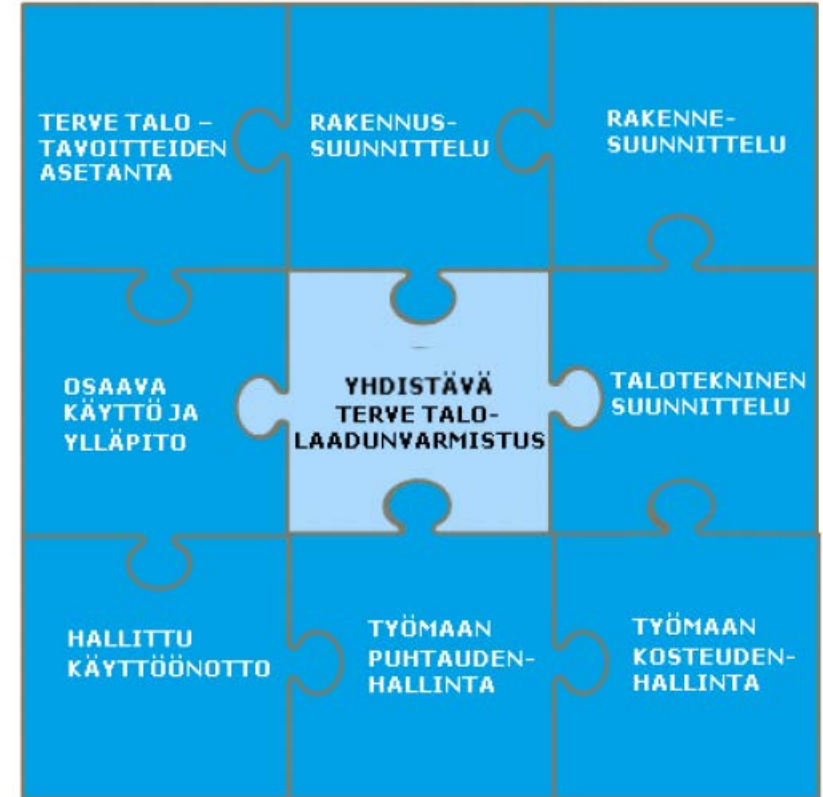 TERVE TALO –
TAVOITTEIDEN
ASETANTA
RAKENNUS-
SUUNNITTELU
RAKENNE-
SUUNNITTELU
OSAAVA
KÄYTTÖ JA
YLLÄPITO
YHDISTÄVÄ
TERVE TALO-
LAADUNVARMISTUS
TALOTEKNINEN
SUUNNITTELU
HALLITTU
KÄYTTÖÖNOTTO
TYÖMAAN
PUHTAUDEN-
HALLINTA
TYÖMAAN
KOSTEUDEN-
HALLINTA